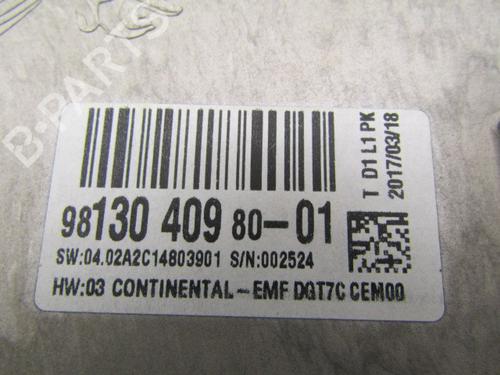 B-PARTS
98130 409 80-01
SW:04.02A2C14803901 S/N:002524
HW:03 CONTINENTAL-EMF DGT7C CEM00
T D1 L1 PK
2017/03/18